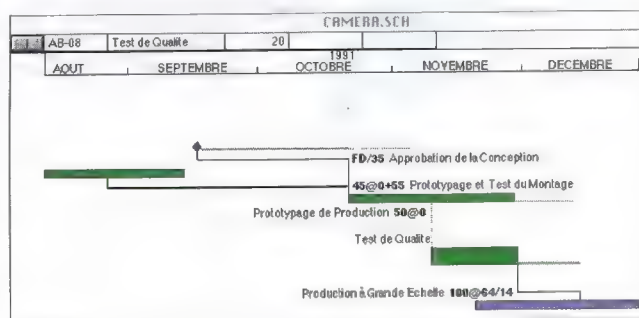 CAMERA.SCH
AB-08 Test de Qualite 20
1991
AOUT SEPTEMBRE OCTOBRE NOVEMBRE DECEMBRE
FD/35 Approbation de la Conception
45@0+55 Prototypage et Test du Montage
Prototypage de Production 50@0
Test de Qualite
Production à Grande Echelle 100@64/14